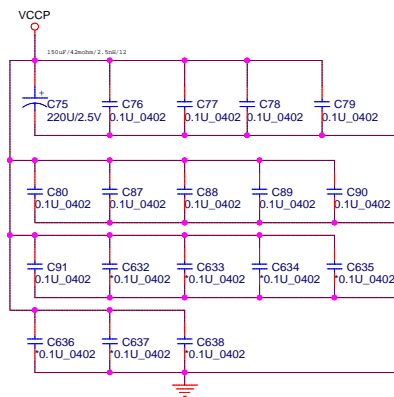 VCCP
150uF/42mohm/2.5nH/12
+
C75 C76 C77 C78 C79
220U/2.5V 0.1U_0402 0.1U_0402 0.1U_0402 0.1U_0402
C80 C87 C88 C89 C90
0.1U_0402 0.1U_0402 0.1U_0402 0.1U_0402 0.1U_0402
C91 C632 C633 C634 C635
0.1U_0402 *0.1U_0402 *0.1U_0402 *0.1U_0402 *0.1U_0402
C636 C637 C638
*0.1U_0402 *0.1U_0402 *0.1U_0402